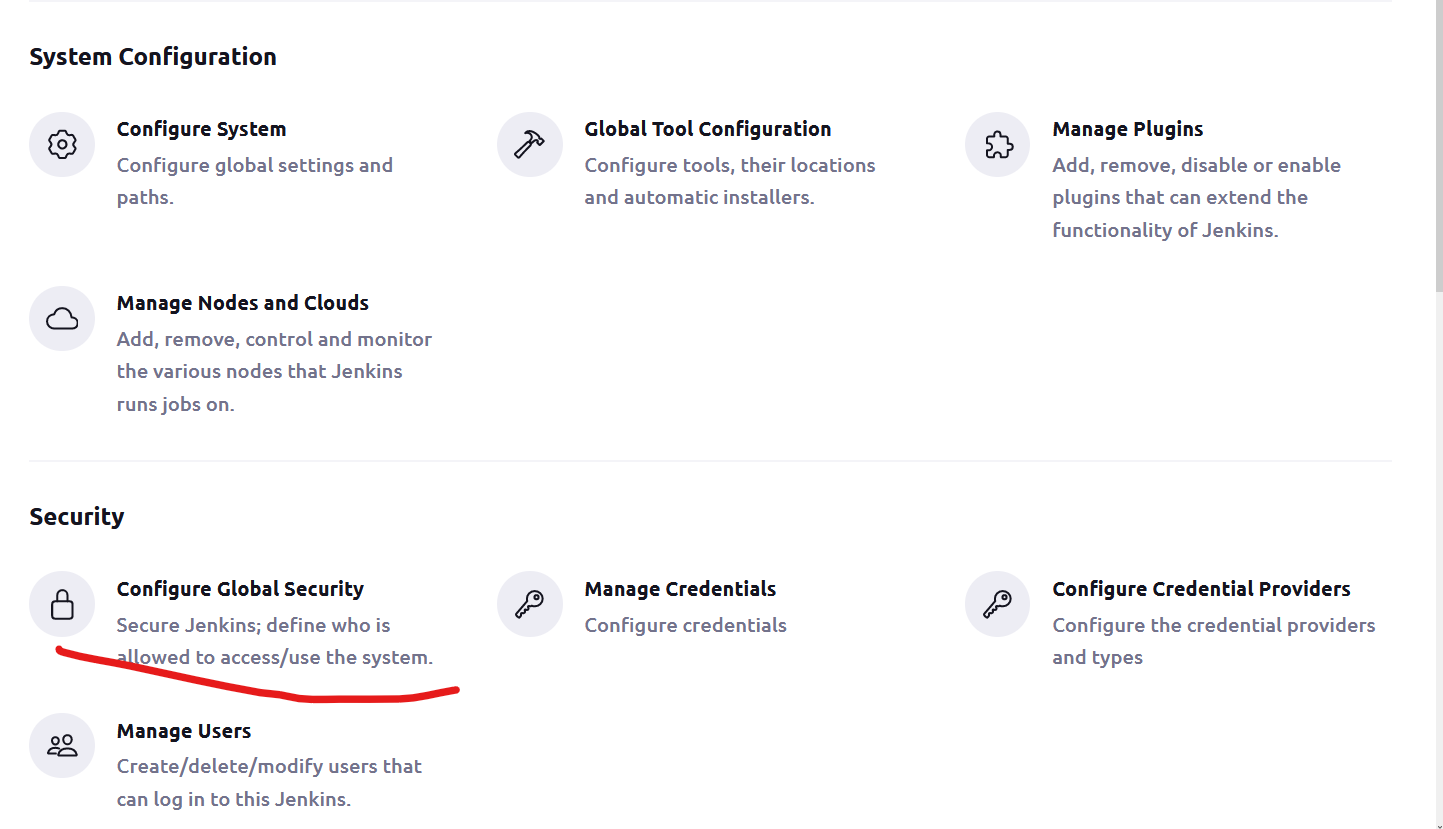 System Configuration
Configure System
Configure global settings and
paths.
Global Tool Configuration
Configure tools, their locations
and automatic installers.
Manage Plugins
Add, remove, disable or enable
plugins that can extend the
functionality of Jenkins.
Manage Nodes and Clouds
Add, remove, control and monitor
the various nodes that Jenkins
runs jobs on.
Security
Configure Global Security
Secure Jenkins; define who is
allowed to access/use the system.
Manage Credentials
Configure credentials
Configure Credential Providers
Configure the credential providers
and types
Manage Users
Create/delete/modify users that
can log in to this Jenkins.